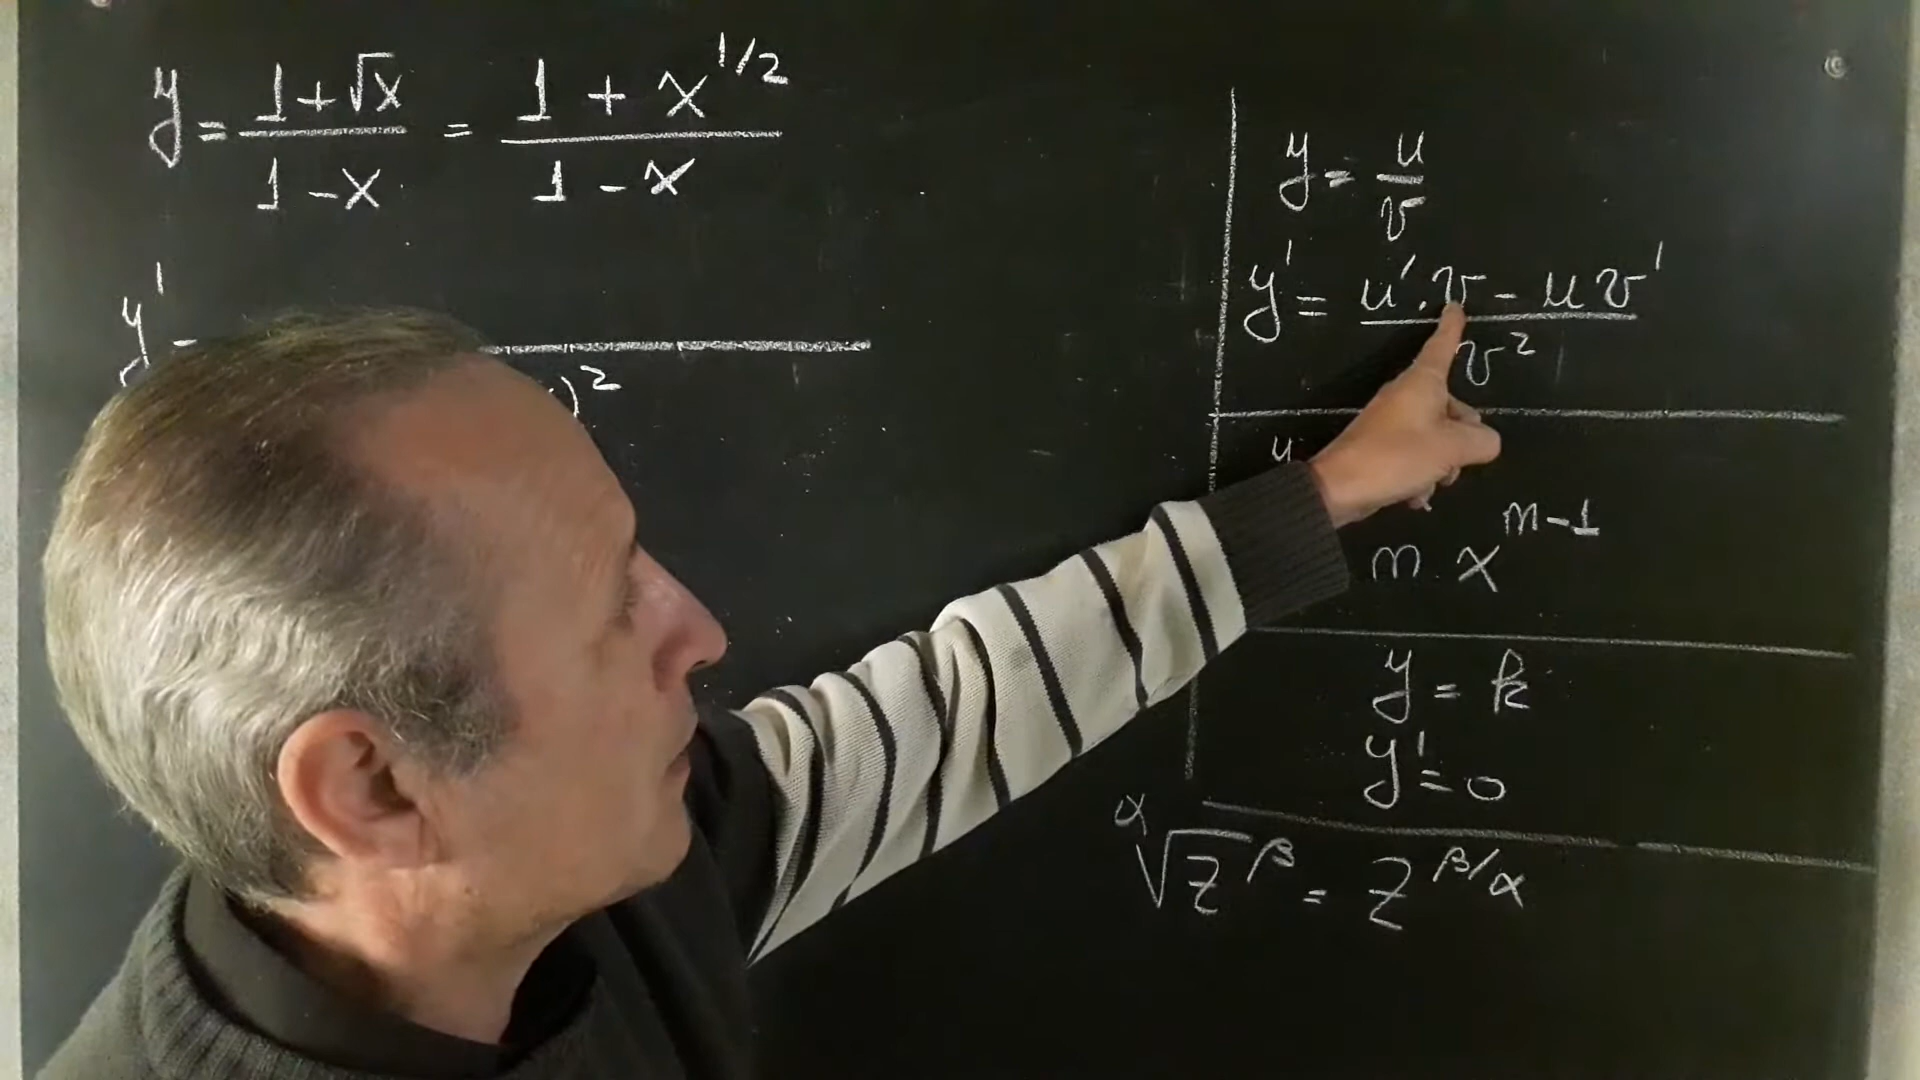 y = (1+√x)/(1-x) = (1 + x^1/2)/(1 - x)
y' = )²
y = u/v
y' = (u'.v - uv')/v²
y
m.x^m-1
y = k
y' = 0
ᵅ√z^β = z^β/α